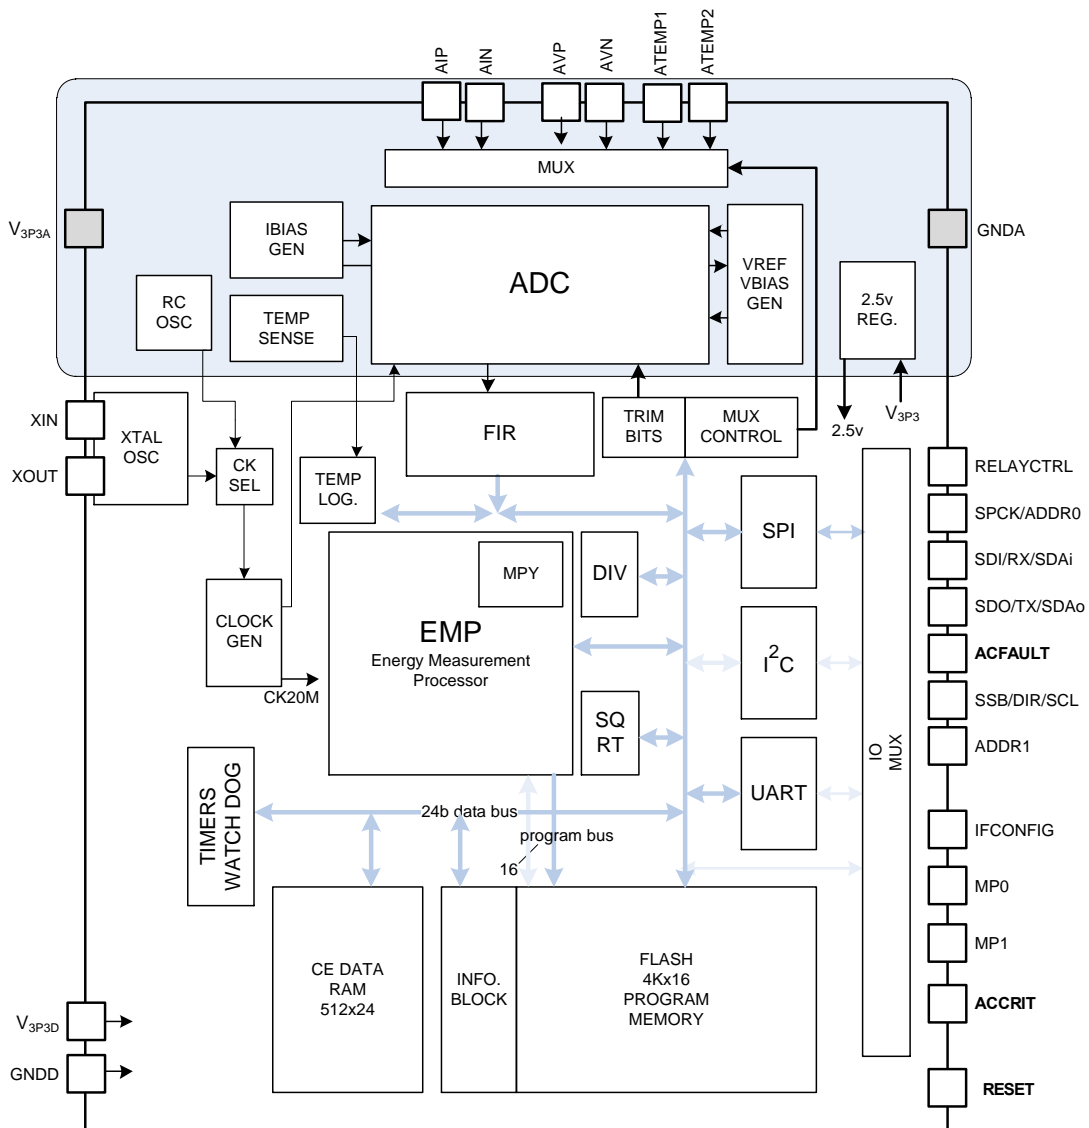 AIP
AIN
AVP
AVN
ATEMP1
ATEMP2
MUX
V3P3A
GNDA
IBIAS
GEN
ADC
VREF
VBIAS
GEN
RC
OSC
TEMP
SENSE
2.5v
REG.
XIN
XOUT
XTAL
OSC
CK
SEL
TEMP
LOG.
FIR
TRIM
BITS
MUX
CONTROL
2.5v
V3P3
RELAYCTRL
SPCK/ADDR0
SDI/RX/SDAi
SDO/TX/SDAo
ACFAULT
SSB/DIR/SCL
ADDR1
IFCONFIG
MP0
MP1
ACCRIT
RESET
SPI
I2C
UART
IO
MUX
DIV
MPY
EMP
Energy Measurement
Processor
SQ
RT
CLOCK
GEN
CK20M
TIMERS
WATCH DOG
24b data bus
program bus
16
CE DATA
RAM
512x24
INFO.
BLOCK
FLASH
4Kx16
PROGRAM
MEMORY
V3P3D
GNDD